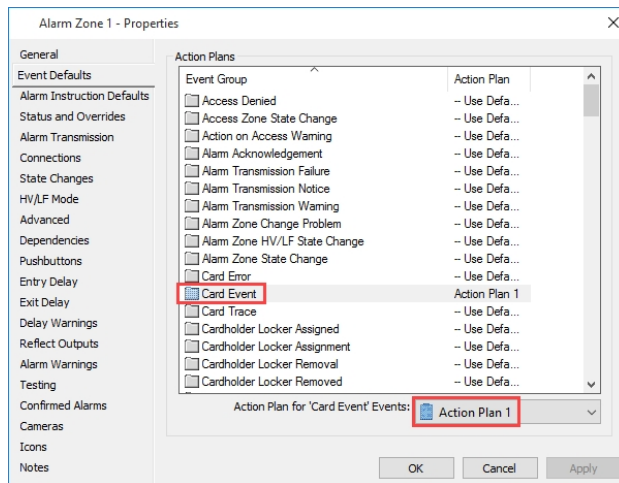 Alarm Zone 1 - Properties
General
Event Defaults
Alarm Instruction Defaults
Status and Overrides
Alarm Transmission
Connections
State Changes
HV/LF Mode
Advanced
Dependencies
Pushbuttons
Entry Delay
Exit Delay
Delay Warnings
Reflect Outputs
Alarm Warnings
Testing
Confirmed Alarms
Cameras
Icons
Notes
Action Plans
Event Group Action Plan
Access Denied -- Use Defa...
Access Zone State Change -- Use Defa...
Action on Access Warning -- Use Defa...
Alarm Acknowledgement -- Use Defa...
Alarm Transmission Failure -- Use Defa...
Alarm Transmission Notice -- Use Defa...
Alarm Transmission Warning -- Use Defa...
Alarm Zone Change Problem -- Use Defa...
Alarm Zone HV/LF State Change -- Use Defa...
Alarm Zone State Change -- Use Defa...
Card Error -- Use Defa...
Card Event Action Plan 1
Card Trace -- Use Defa...
Cardholder Locker Assigned -- Use Defa...
Cardholder Locker Assignment -- Use Defa...
Cardholder Locker Removal -- Use Defa...
Cardholder Locker Removed -- Use Defa...
Action Plan for 'Card Event' Events: Action Plan 1
OK Cancel Apply